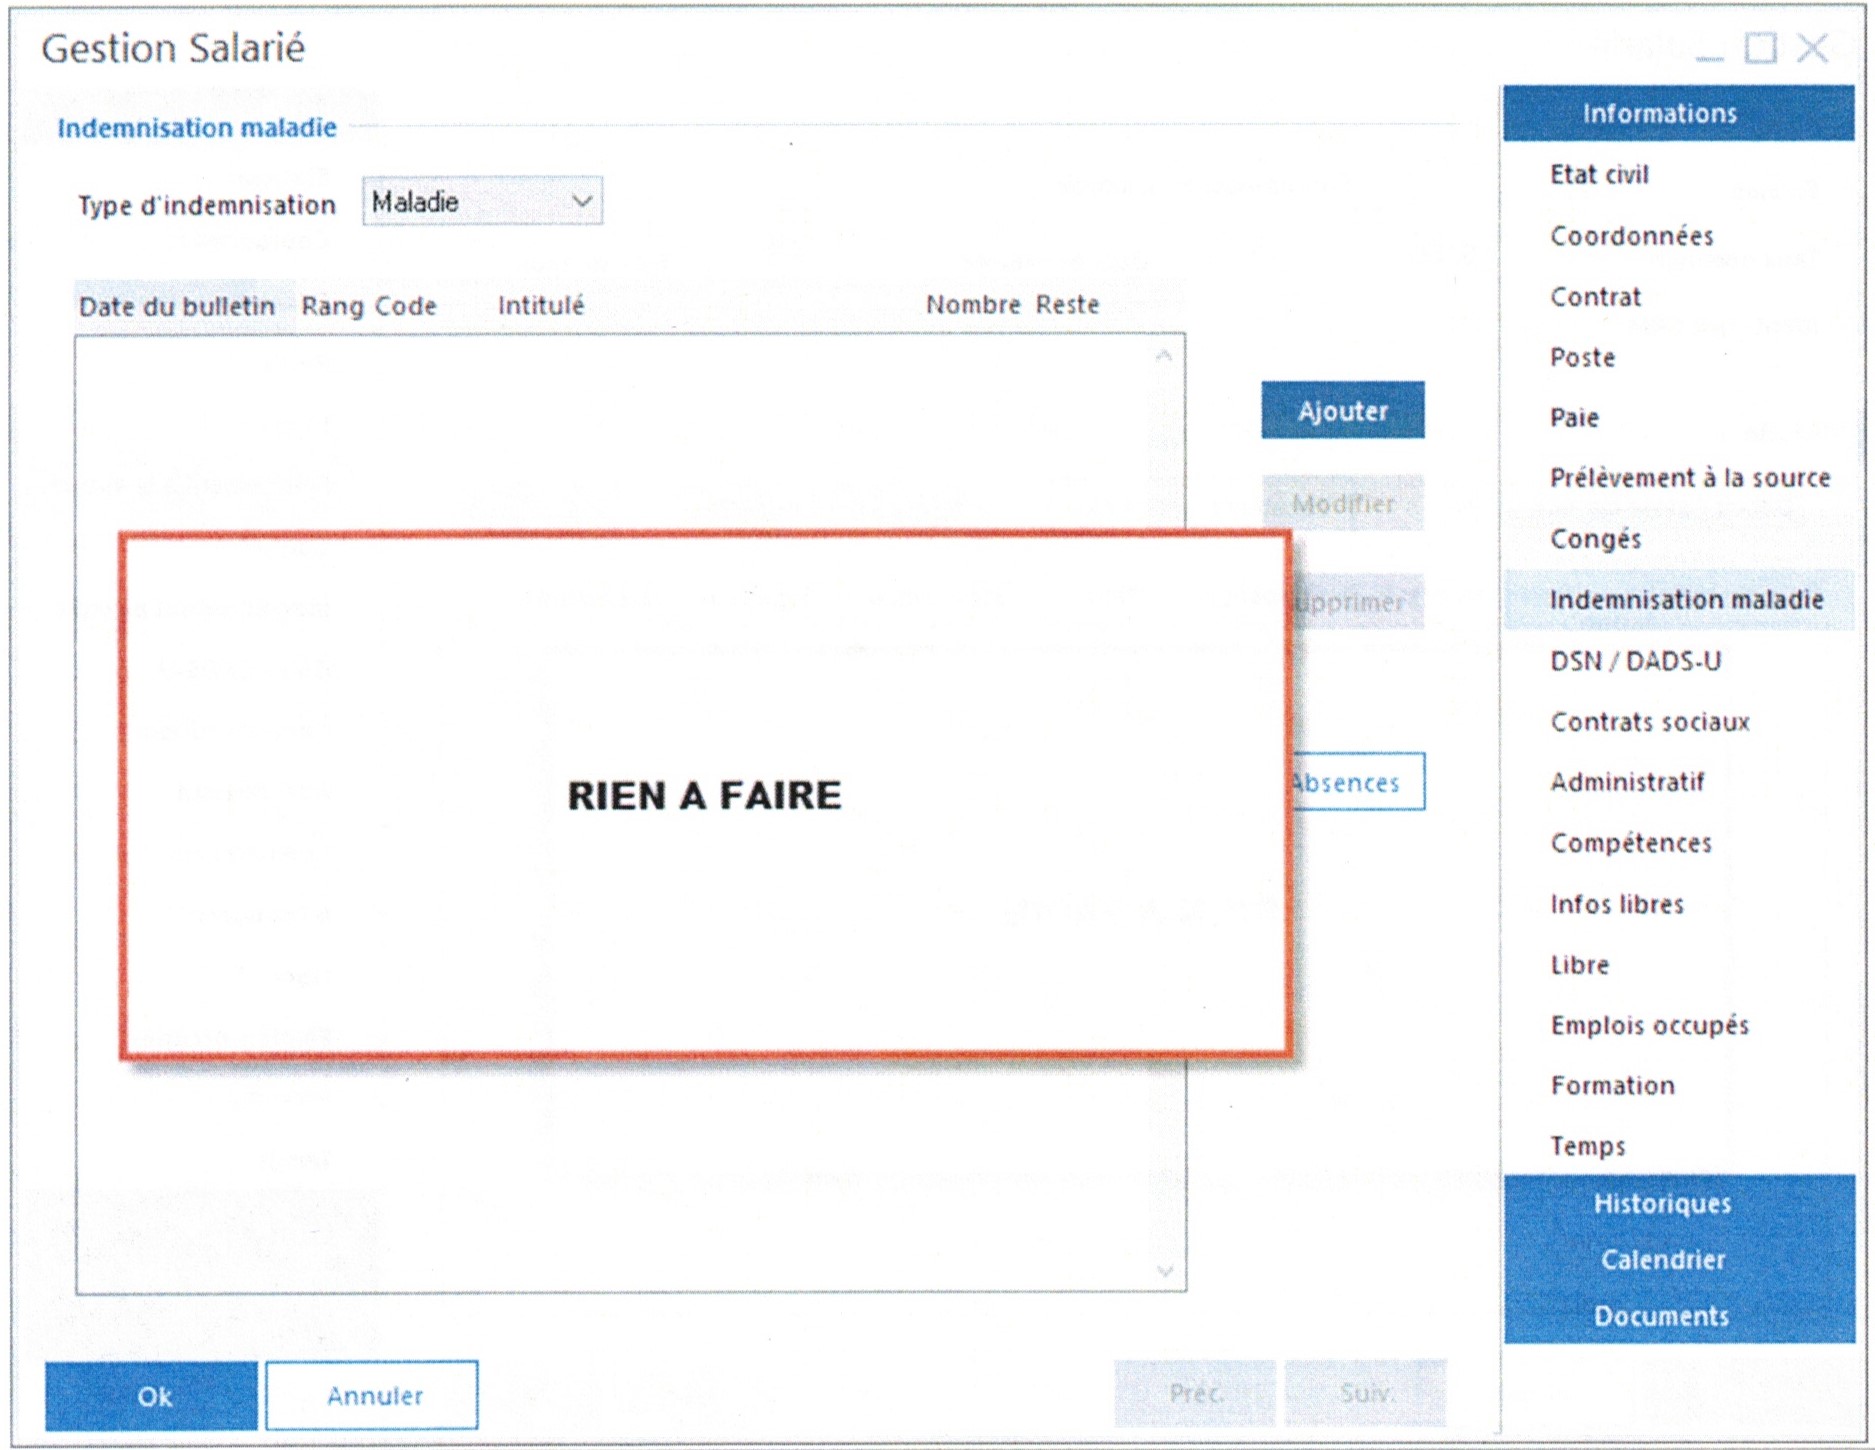 Gestion Salarié
Indemnisation maladie
Type d'indemnisation Maladie
Date du bulletin Rang Code Intitulé Nombre Reste
Ajouter
Modifier
upprimer
RIEN A FAIRE
Absences
Ok
Annuler
Préc.
Suiv.
Informations
Etat civil
Coordonnées
Contrat
Poste
Paie
Prélèvement à la source
Congés
Indemnisation maladie
DSN / DADS-U
Contrats sociaux
Administratif
Compétences
Infos libres
Libre
Emplois occupés
Formation
Temps
Historiques
Calendrier
Documents